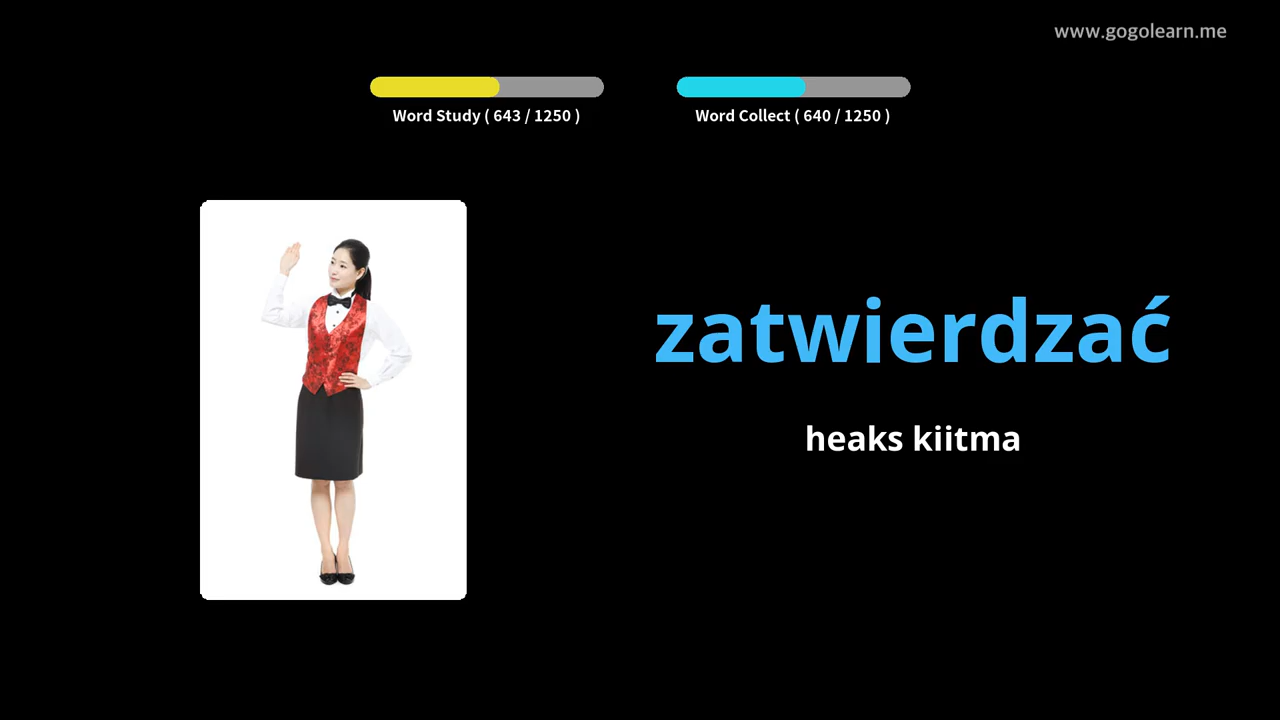 www.gogolearn.me
Word Study ( 643 / 1250 )
Word Collect ( 640 / 1250 )
zatwierdzać
heaks kiitma